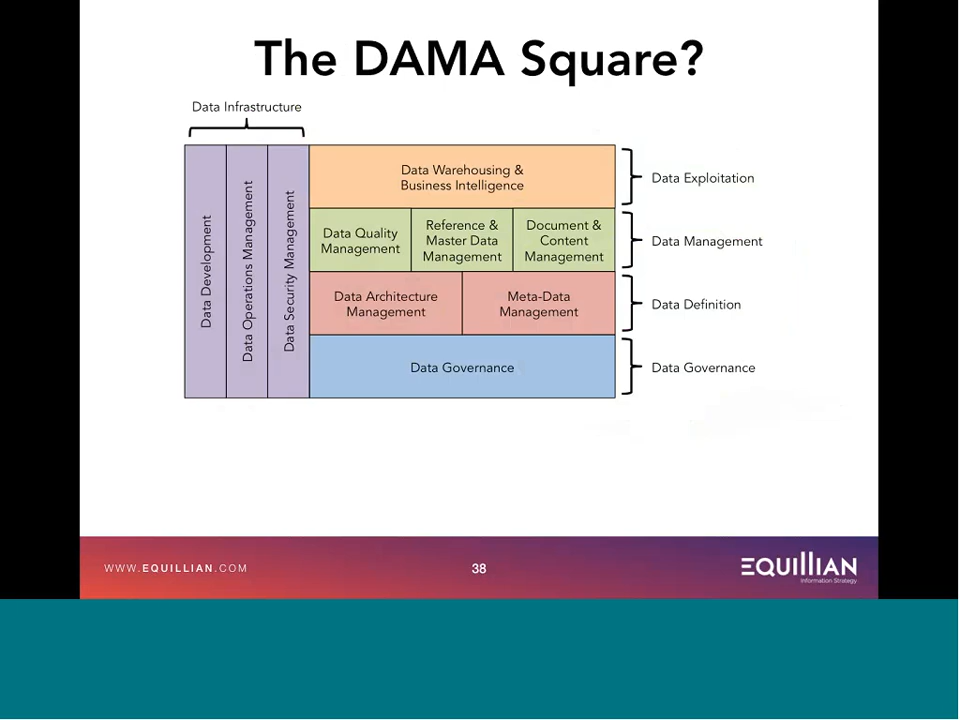 The DAMA Square?
Data Infrastructure
Data Development
Data Operations Management
Data Security Management
Data Warehousing &
Business Intelligence
Data Exploitation
Data Quality
Management
Reference &
Master Data
Management
Document &
Content
Management
Data Management
Data Architecture
Management
Meta-Data
Management
Data Definition
Data Governance
Data Governance
WWW.EQUILLIAN.COM
38
EQUILLIAN
Information Strategy